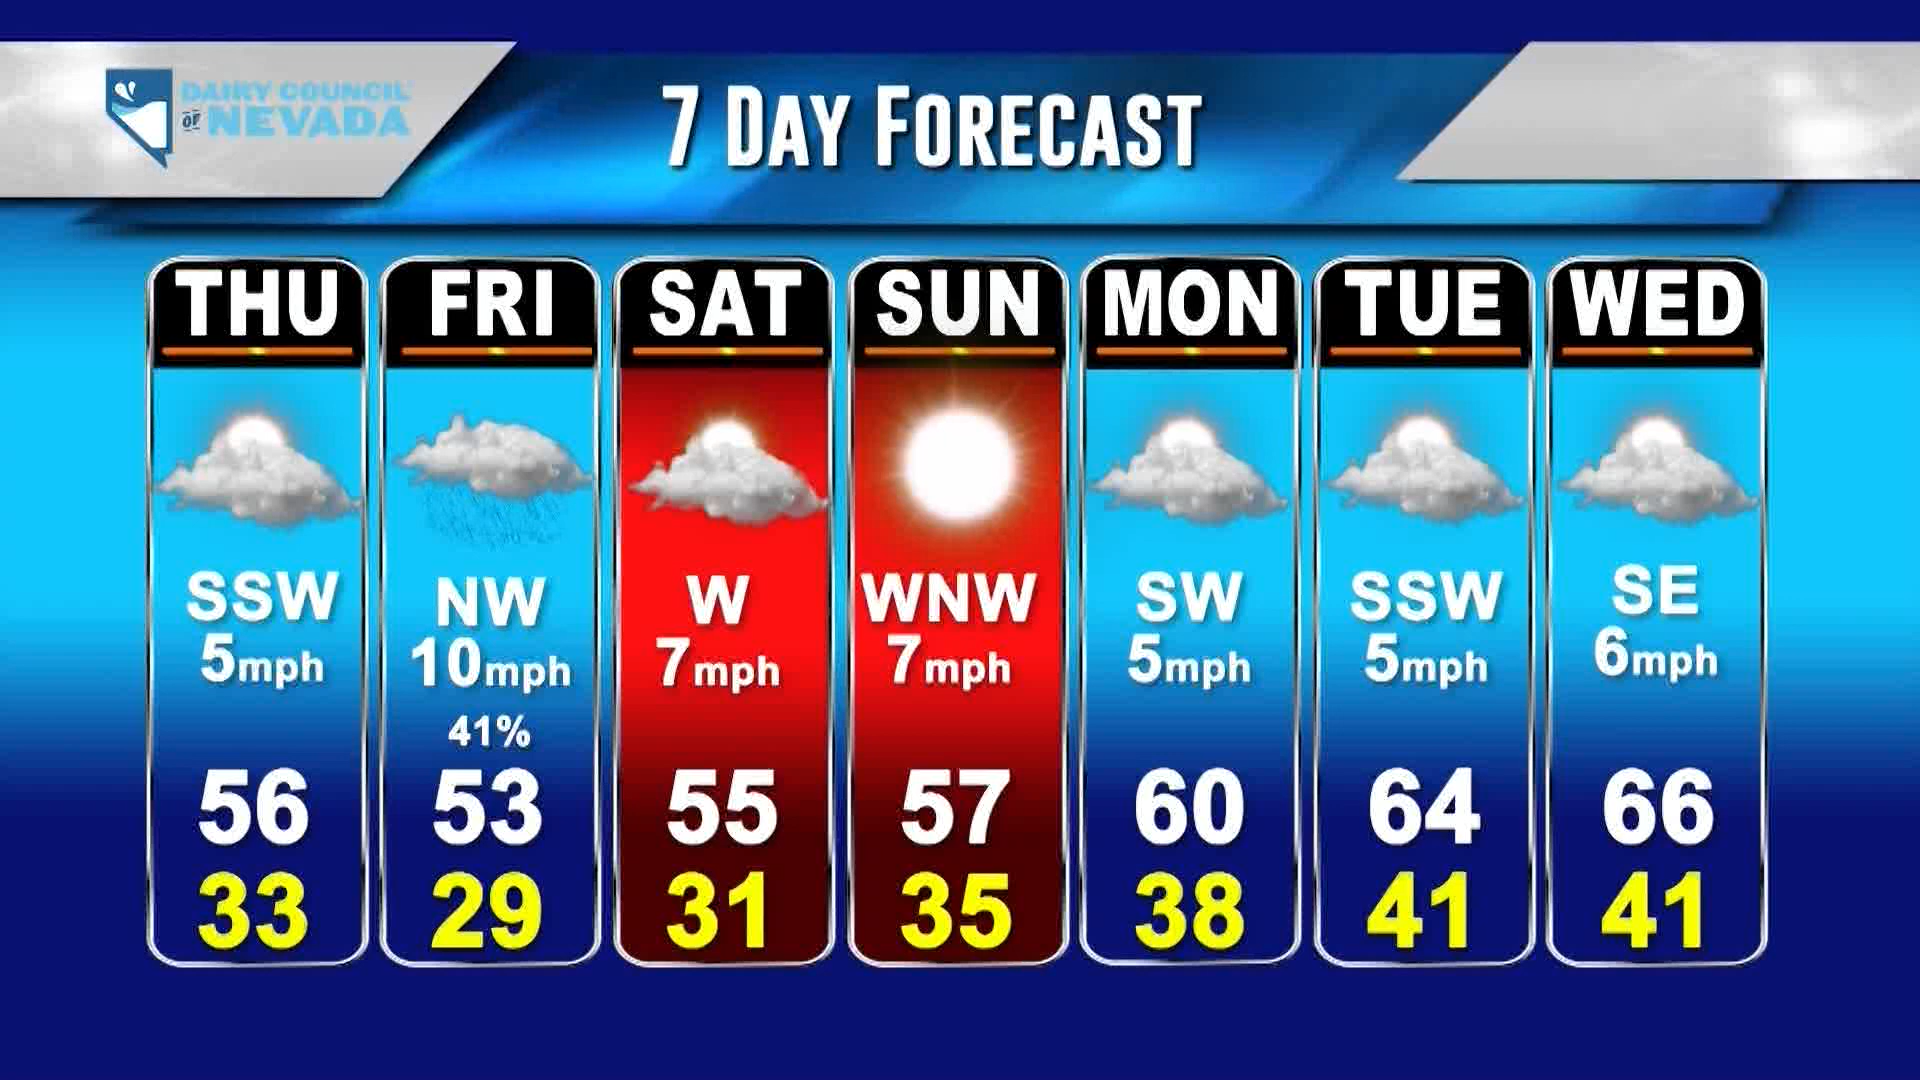 DAIRY COUNCIL
OF NEVADA
7 DAY FORECAST
THU
SSW
5mph
56
33
FRI
NW
10mph
41%
53
29
SAT
W
7mph
55
31
SUN
WNW
7mph
57
35
MON
SW
5mph
60
38
TUE
SSW
5mph
64
41
WED
SE
6mph
66
41